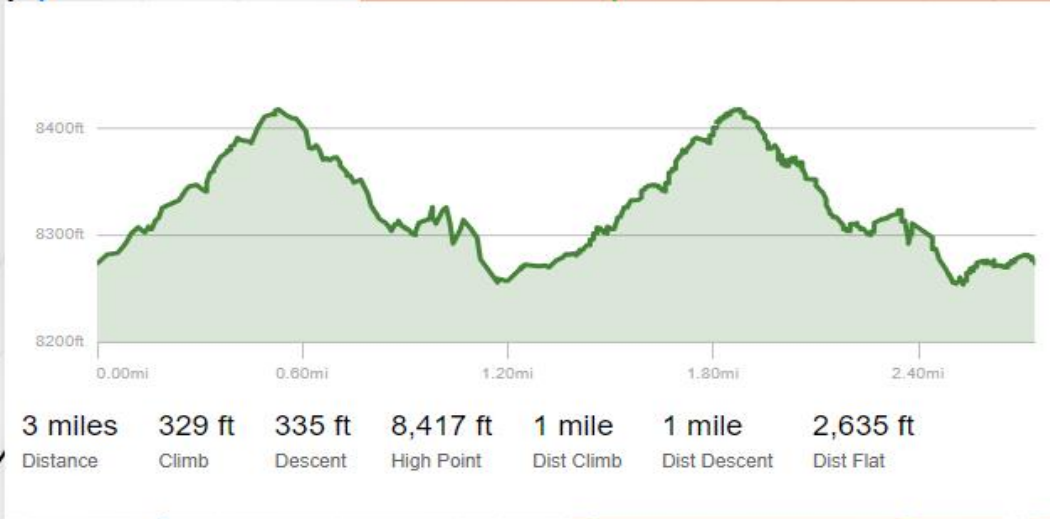 8400ft
8300ft
8200ft
0.00mi 0.60mi 1.20mi 1.80mi 2.40mi
3 miles 329 ft 335 ft 8,417 ft 1 mile 1 mile 2,635 ft
Distance Climb Descent High Point Dist Climb Dist Descent Dist Flat